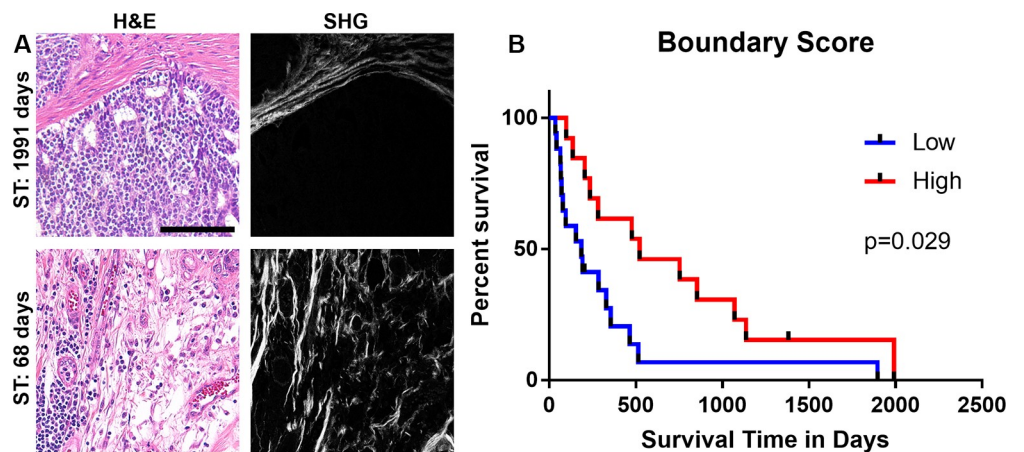 H&E
SHG
A
ST: 1991 days
ST: 68 days
B
Boundary Score
Percent survival
100
50
0
0
500
1000
1500
2000
2500
Survival Time in Days
Low
High
p=0.029